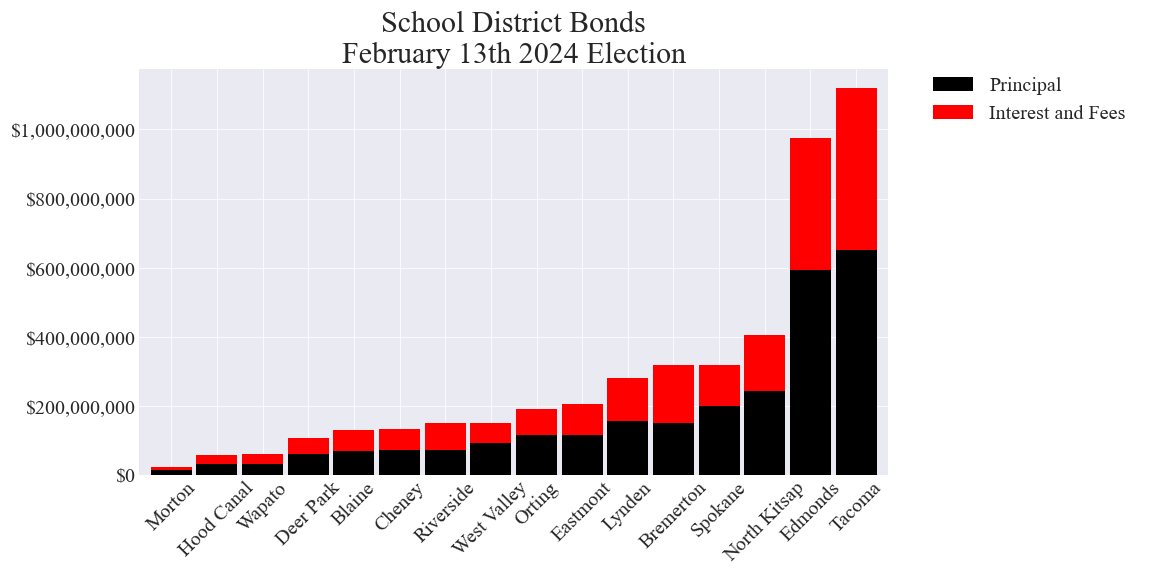 School District Bonds
February 13th 2024 Election
Principal
Interest and Fees
$1,000,000,000
$800,000,000
$600,000,000
$400,000,000
$200,000,000
$0
Morton
Hood Canal
Wapato
Deer Park
Blaine
Cheney
Riverside
West Valley
Orting
Eastmont
Lynden
Bremerton
Spokane
North Kitsap
Edmonds
Tacoma